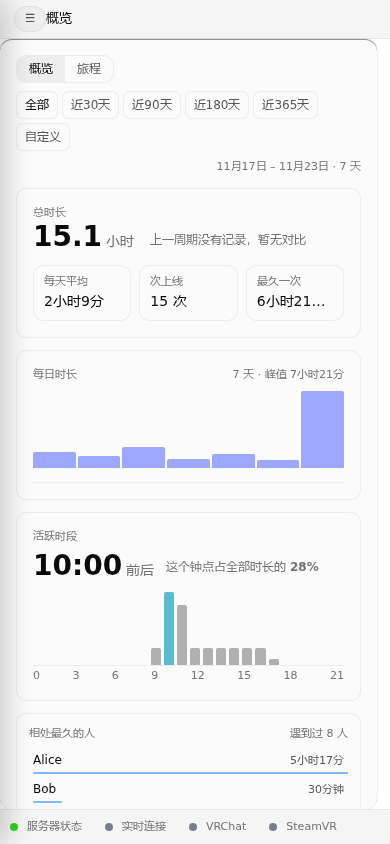 ☰ 概览
概览 旅程
全部 近30天 近90天 近180天 近365天
自定义
11月17日 – 11月23日 · 7 天
总时长
15.1 小时 上一周期没有记录，暂无对比
每天平均 次上线 最久一次
2小时9分 15 次 6小时21…
每日时长 7 天 · 峰值 7小时21分
活跃时段
10:00 前后 这个钟点占全部时长的 28%
0 3 6 9 12 15 18 21
相处最久的人 遇到过 8 人
Alice 5小时17分
Bob 30分钟
服务器状态 实时连接 VRChat SteamVR